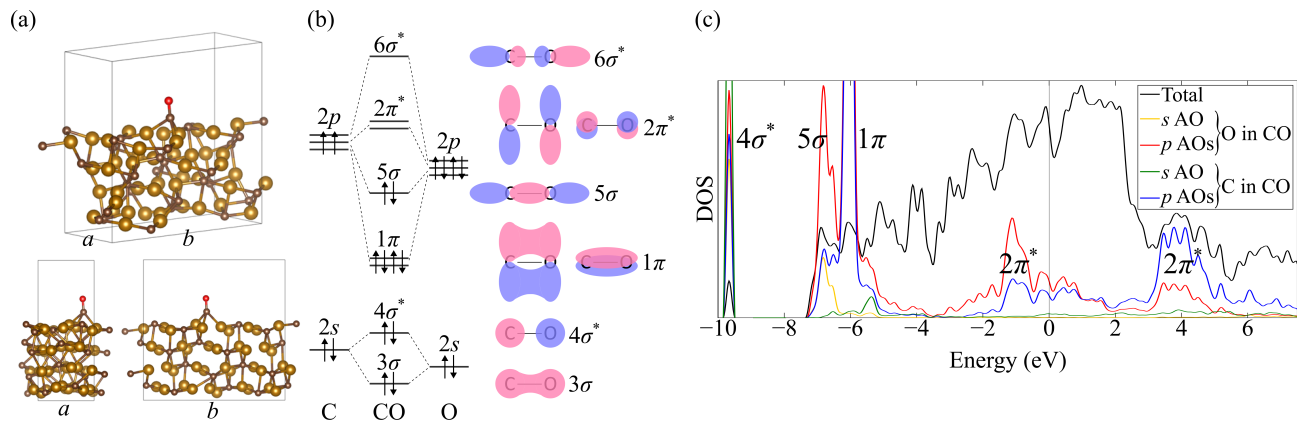 (a)
a
b
a
b
(b)
6σ*
2π*
2p
2p
5σ
1π
4σ*
2s
2s
3σ
C
CO
O
C O
6σ*
C O
C O
2π*
C O
5σ
C O
C O
1π
C O
4σ*
C O
3σ
(c)
DOS
4σ*
5σ
1π
2π*
2π*
Total
s AO
p AOs
O in CO
s AO
p AOs
C in CO
−10 −8 −6 −4 −2 0 2 4 6
Energy (eV)